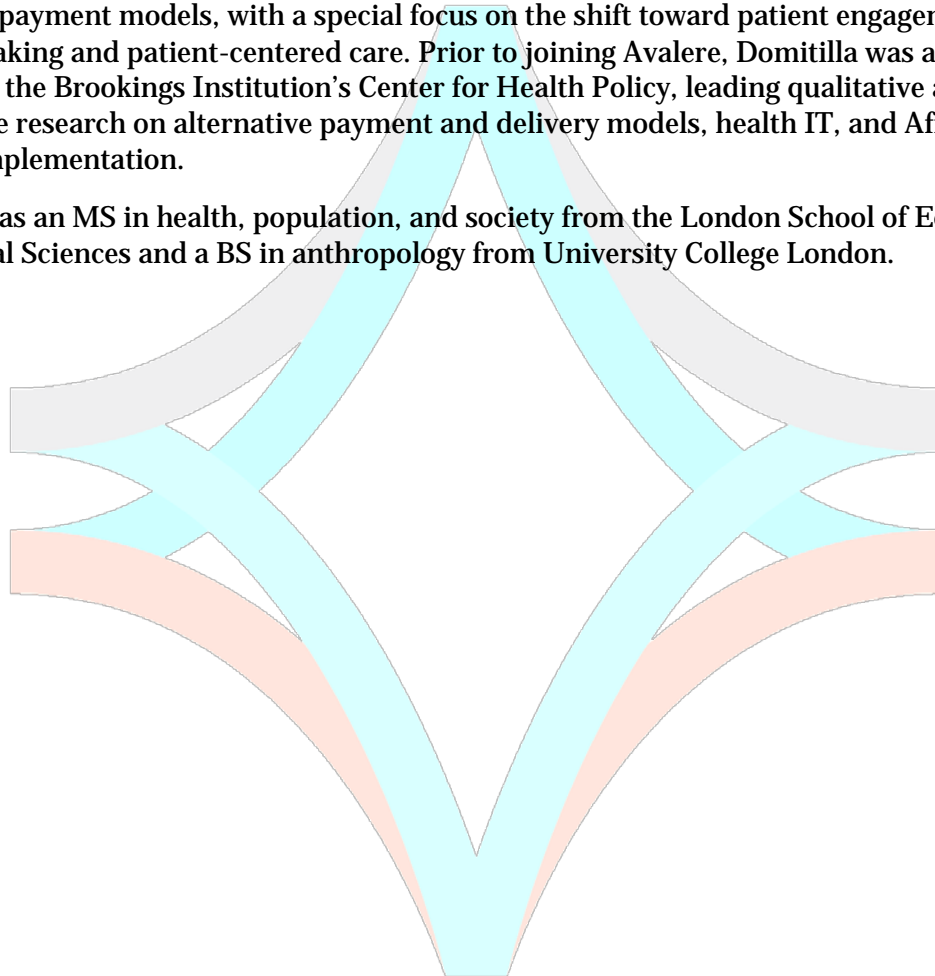 payment models, with a special focus on the shift toward patient engagen
aking and patient-centered care. Prior to joining Avalere, Domitilla was a
the Brookings Institution's Center for Health Policy, leading qualitative a
e research on alternative payment and delivery models, health IT, and Aff
nplementation.
as an MS in health, population, and society from the London School of Ec
al Sciences and a BS in anthropology from University College London.